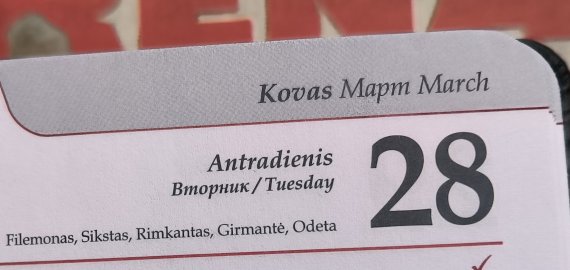 Kovas Март March
Antradienis 28
Вторник / Tuesday
Filemonas, Sikstas, Rimkantas, Girmantė, Odeta